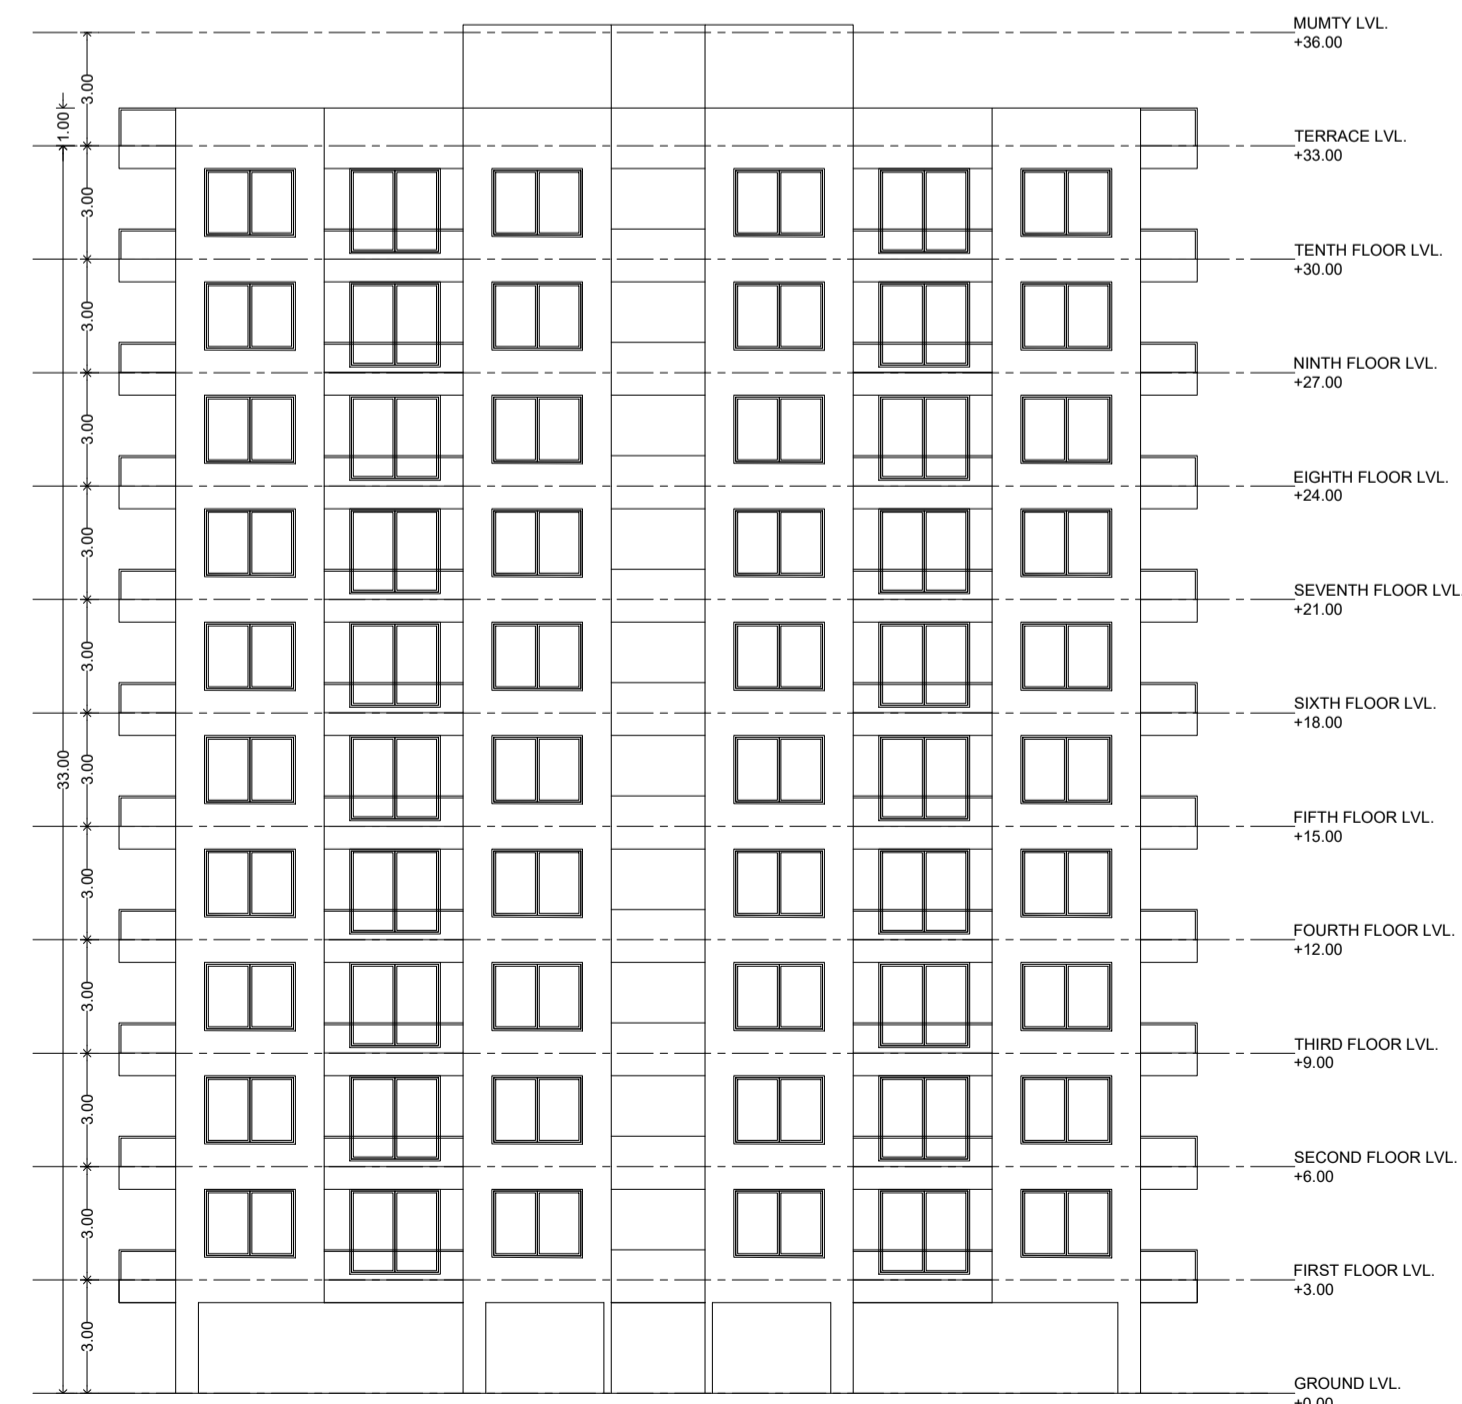 MUMTY LVL.
+36.00
3.00
1.00
TERRACE LVL.
+33.00
3.00
TENTH FLOOR LVL.
+30.00
3.00
NINTH FLOOR LVL.
+27.00
3.00
EIGHTH FLOOR LVL.
+24.00
3.00
SEVENTH FLOOR LVL.
+21.00
3.00
SIXTH FLOOR LVL.
+18.00
33.00
3.00
FIFTH FLOOR LVL.
+15.00
3.00
FOURTH FLOOR LVL.
+12.00
3.00
THIRD FLOOR LVL.
+9.00
3.00
SECOND FLOOR LVL.
+6.00
3.00
FIRST FLOOR LVL.
+3.00
3.00
GROUND LVL.
+0.00